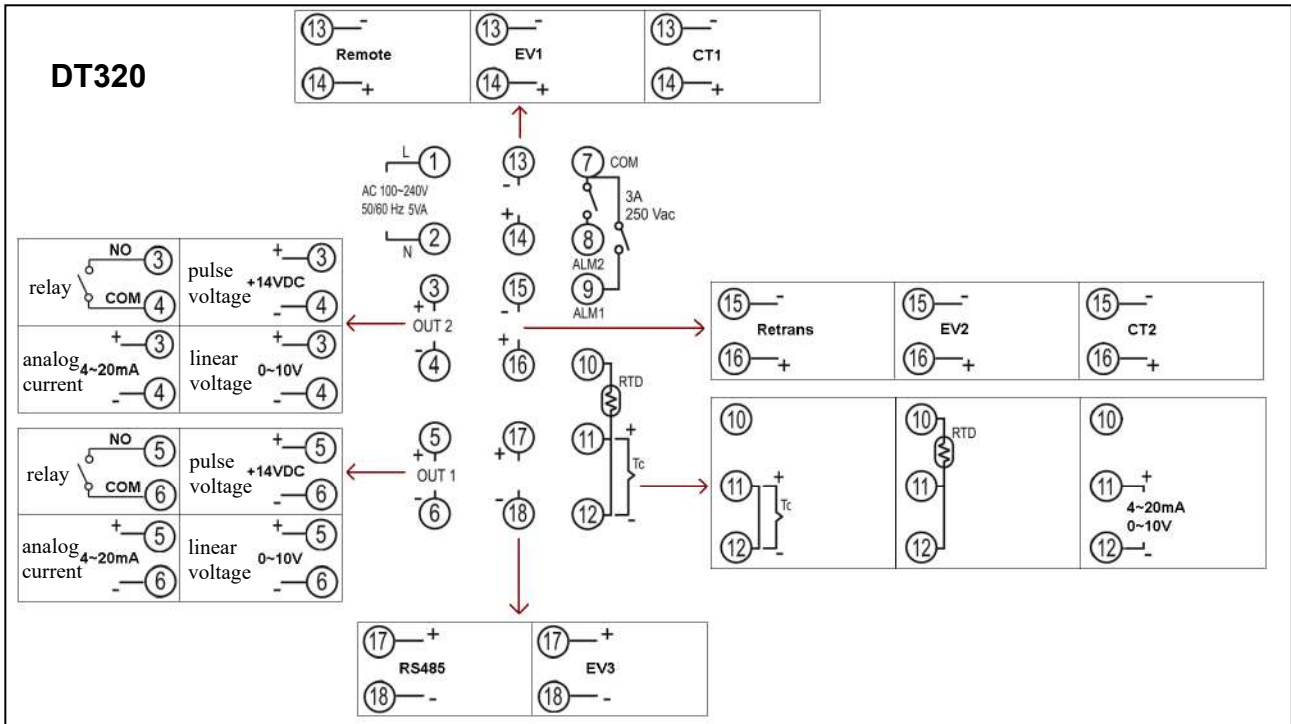 DT320
13 - 13 - 13 -
Remote EV1 CT1
14 + 14 + 14 +
L 1 13 - 7 COM
AC 100~240V
50/60 Hz 5VA
3A
250 Vac
2 N + 14 8
ALM2
3 + 15 - 9
OUT 2 ALM1
- 4 + 16 10 RTD
5 + 17 + 11 +
OUT 1 Tc
- 6 - 18 12 -
relay NO 3
COM 4
pulse
voltage
+ 3
+14VDC
- 4
analog
current
+ 3
4~20mA
- 4
linear
voltage
+ 3
0~10V
- 4
relay NO 5
COM 6
pulse
voltage
+ 5
+14VDC
- 6
analog
current
+ 5
4~20mA
- 6
linear
voltage
+ 5
0~10V
- 6
15 - 15 - 15 -
Retrans EV2 CT2
16 + 16 + 16 +
10 10 RTD 10
11 + 11 11 +
Tc 4~20mA
0~10V
12 - 12 12 -
17 + 17 +
RS485 EV3
18 - 18 -